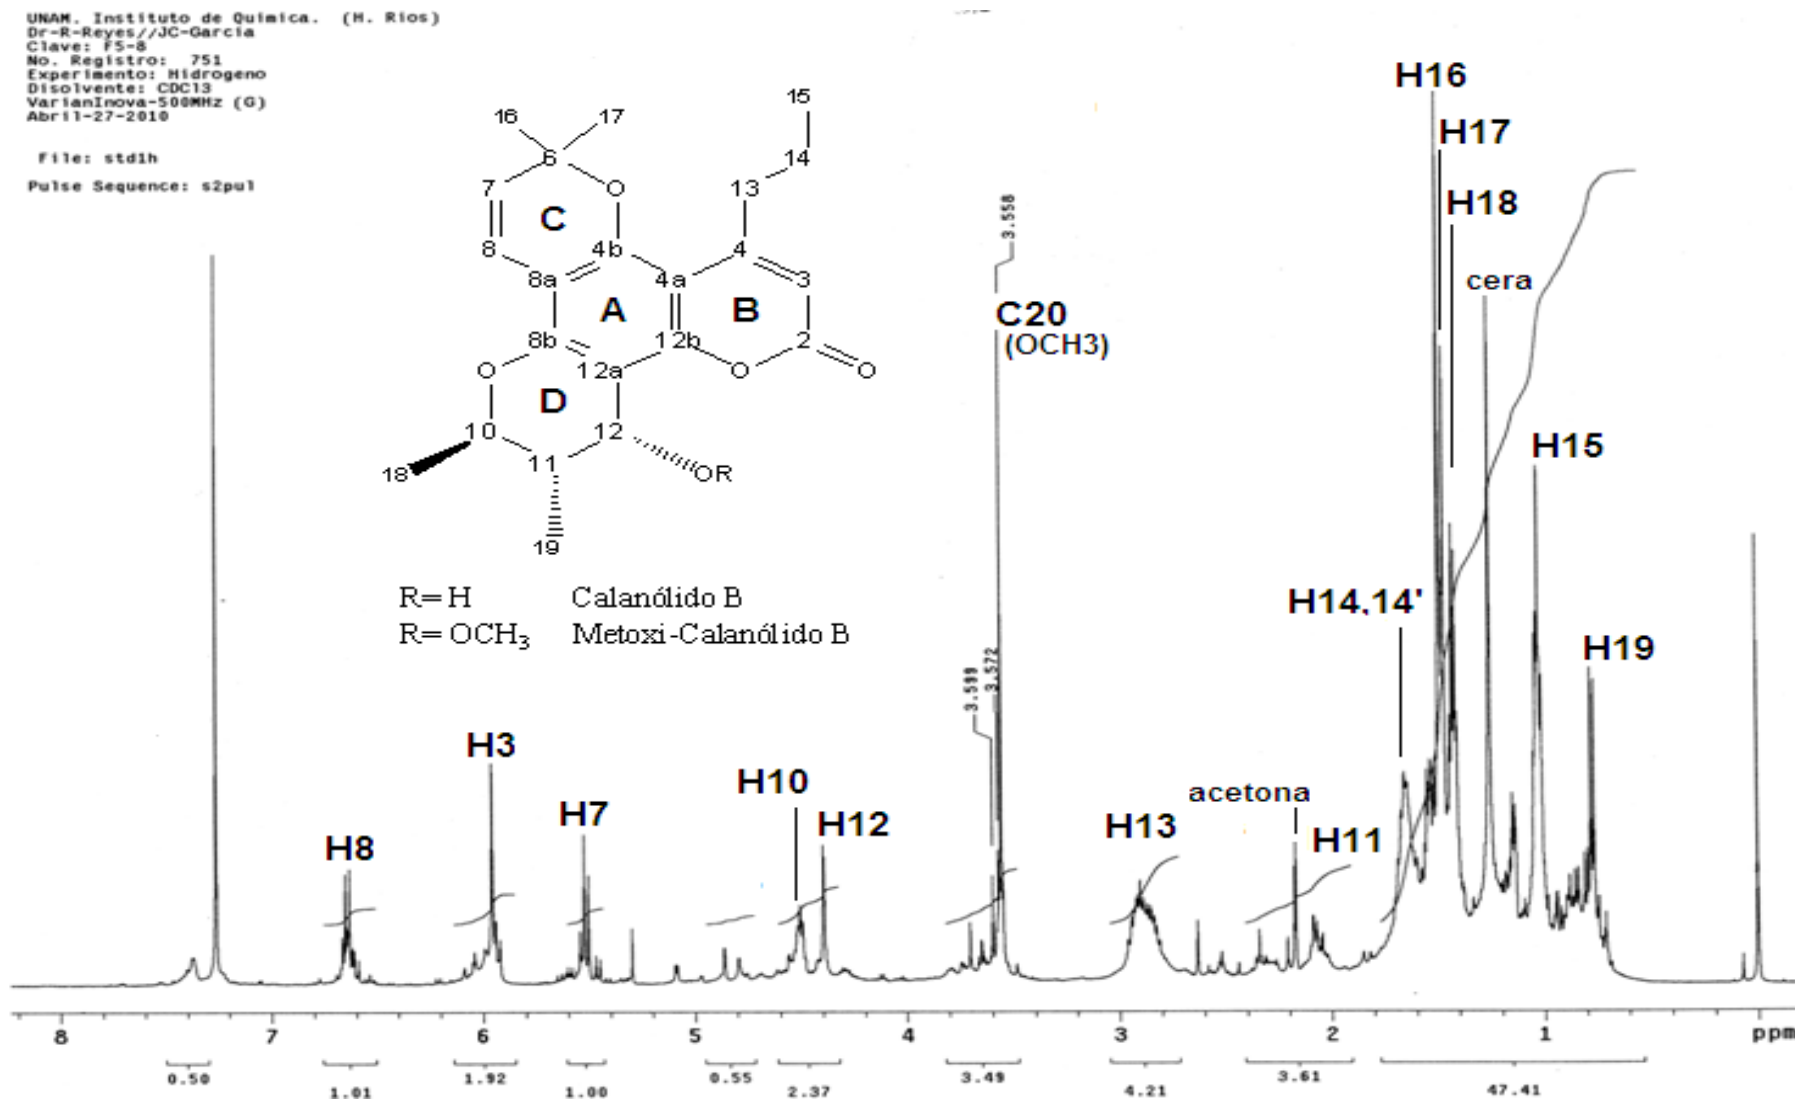 UNAM. Instituto de Quimica. (H. Rios)
Dr-R-Reyes//JC-Garcia
Clave: F5-8
No. Registro: 751
Experimento: Hidrogeno
Disolvente: CDCl3
VarianInova-500MHz (G)
Abril-27-2010
File: std1h
Pulse Sequence: s2pul
16
17
15
6
14
7
O
13
C
8
4b
4
3
8a
4a
A
B
8b
12b
2
O
12a
O
O
D
10
12
11
18
OR
19
R= H Calanólido B
R= OCH3 Metoxi-Calanólido B
H16
H17
H18
3.558
cera
C20
(OCH3)
H15
H14,14'
H19
3.599
3.572
H3
H10
acetona
H7
H12
H13
H11
H8
8 7 6 5 4 3 2 1 ppm
0.50 1.92 0.55 3.49 3.61
1.01 1.00 2.37 4.21 47.41